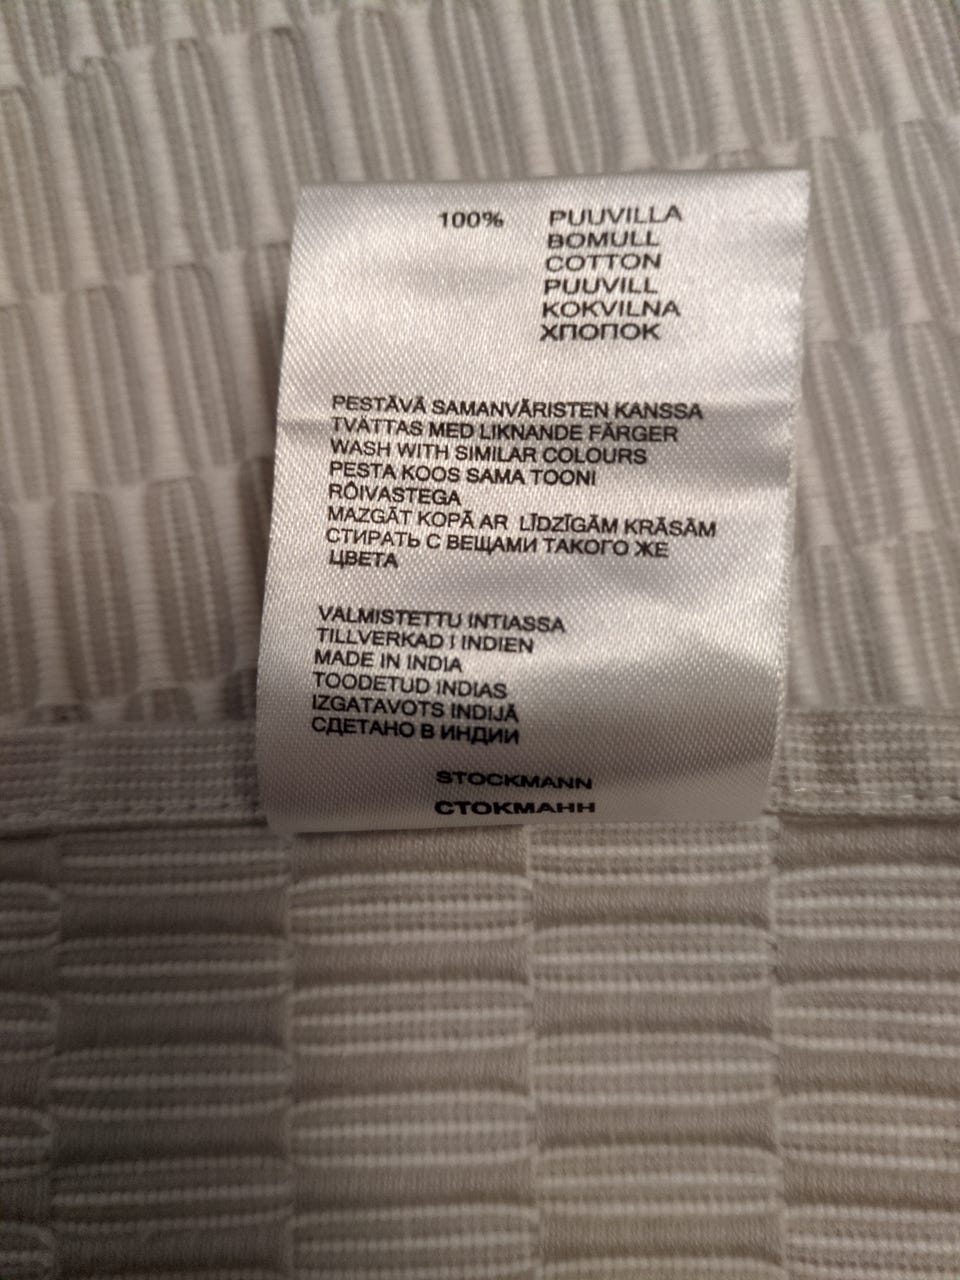 100% PUUVILLA
BOMULL
COTTON
PUUVILL
KOKVILNA
ХПОПОК
PESTÄVÄ SAMANVÄRISTEN KANSSA
TVÄTTAS MED LIKNANDE FÄRGER
WASH WITH SIMILAR COLOURS
PESTA KOOS SAMA TOONI
RÕIVASTEGA
MAZGĀT KOPĀ AR LĪDZĪGĀM KRĀSĀM
СТИРАТЬ С ВЕЩАМИ ТАКОГО ЖЕ
ЦВЕТА
VALMISTETTU INTIASSA
TILLVERKAD I INDIEN
MADE IN INDIA
TOODETUD INDIAS
IZGATAVOTS INDIJĀ
СДЕТАНО В ИНДИИ
STOCKMANN
СТОКМАНН